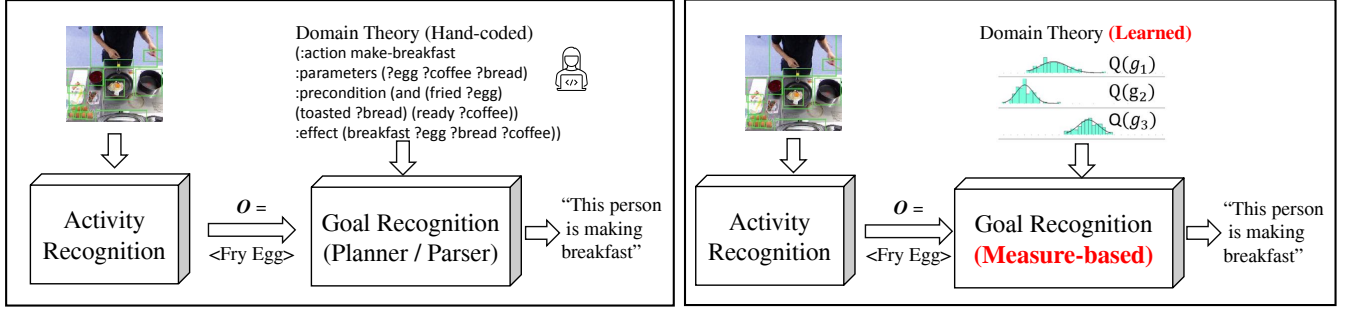 Domain Theory (Hand-coded)
(:action make-breakfast
:parameters (?egg ?coffee ?bread)
:precondition (and (fried ?egg)
(toasted ?bread) (ready ?coffee))
:effect (breakfast ?egg ?bread ?coffee))
</>
Activity
Recognition
O =
<Fry Egg>
Goal Recognition
(Planner / Parser)
“This person
is making
breakfast”
Domain Theory (Learned)
Q(g1)
Q(g2)
Q(g3)
Activity
Recognition
O =
<Fry Egg>
Goal Recognition
(Measure-based)
“This person
is making
breakfast”